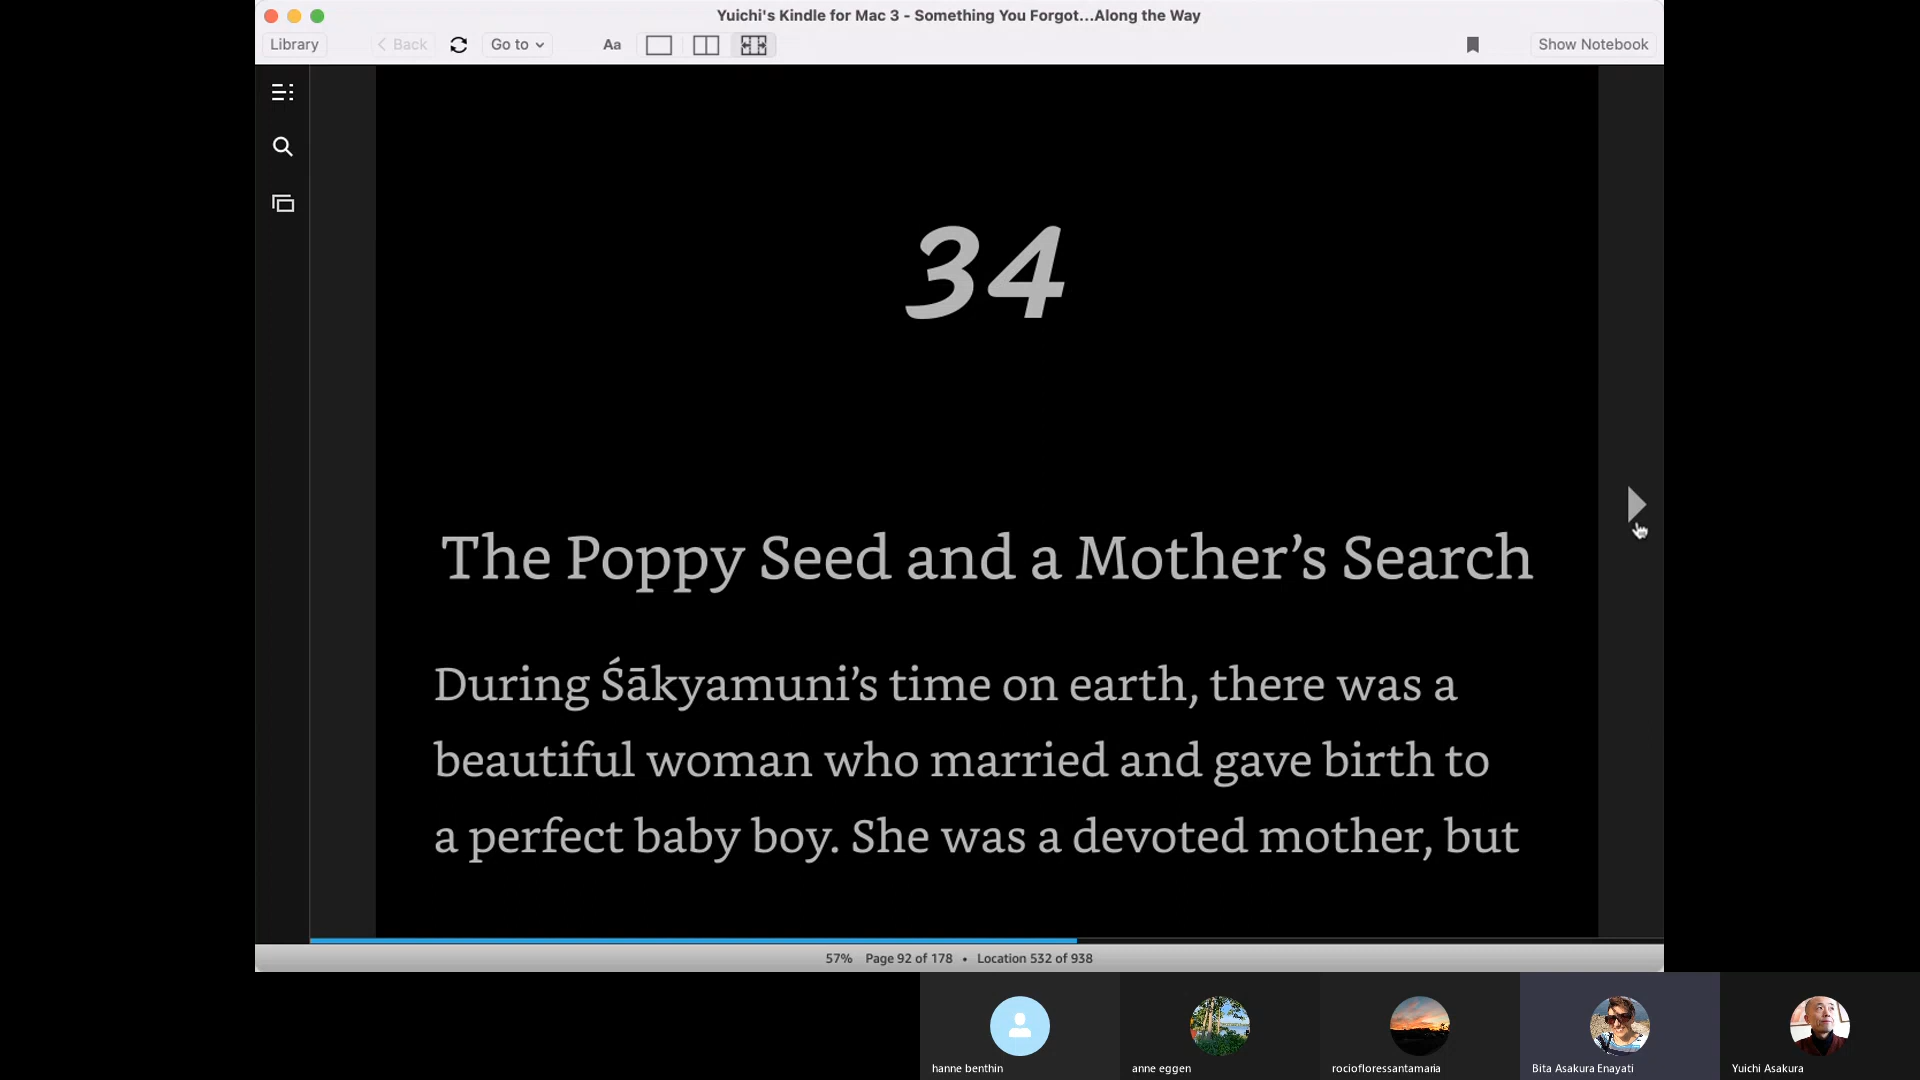 Yuichi's Kindle for Mac 3 - Something You Forgot...Along the Way
Library
Back
Go to
Aa
Show Notebook
34
The Poppy Seed and a Mother’s Search
During Śākyamuni’s time on earth, there was a
beautiful woman who married and gave birth to
a perfect baby boy. She was a devoted mother, but
57% Page 92 of 178 • Location 532 of 938
hanne benthin
anne eggen
rociofloressantamaria
Bita Asakura Enayati
Yuichi Asakura